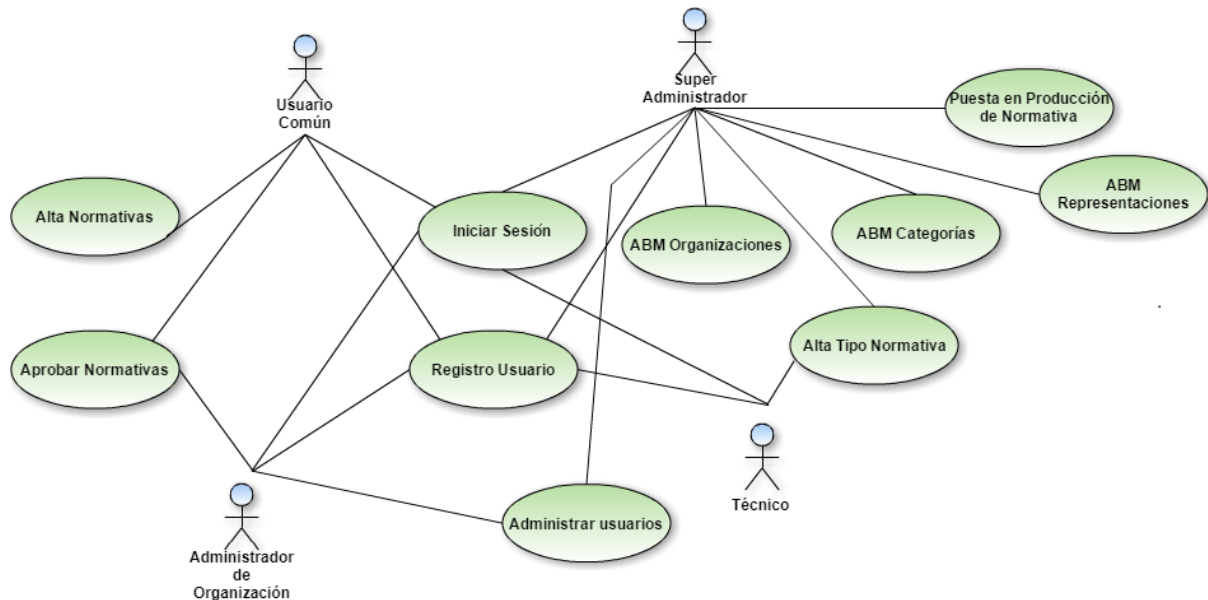 Usuario
Común
Super
Administrador
Puesta en Producción
de Normativa
Alta Normativas
Iniciar Sesión
ABM Organizaciones
ABM Categorías
ABM
Representaciones
Aprobar Normativas
Registro Usuario
Alta Tipo Normativa
Administrador
de
Organización
Administrar usuarios
Técnico